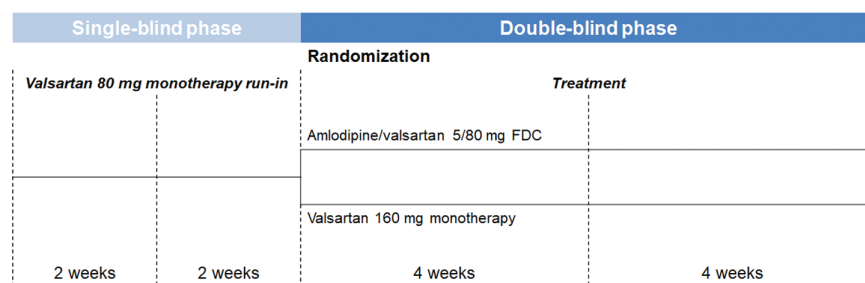 Single-blind phase
Double-blind phase
Randomization
Valsartan 80 mg monotherapy run-in
Treatment
Amlodipine/valsartan 5/80 mg FDC
Valsartan 160 mg monotherapy
2 weeks
2 weeks
4 weeks
4 weeks